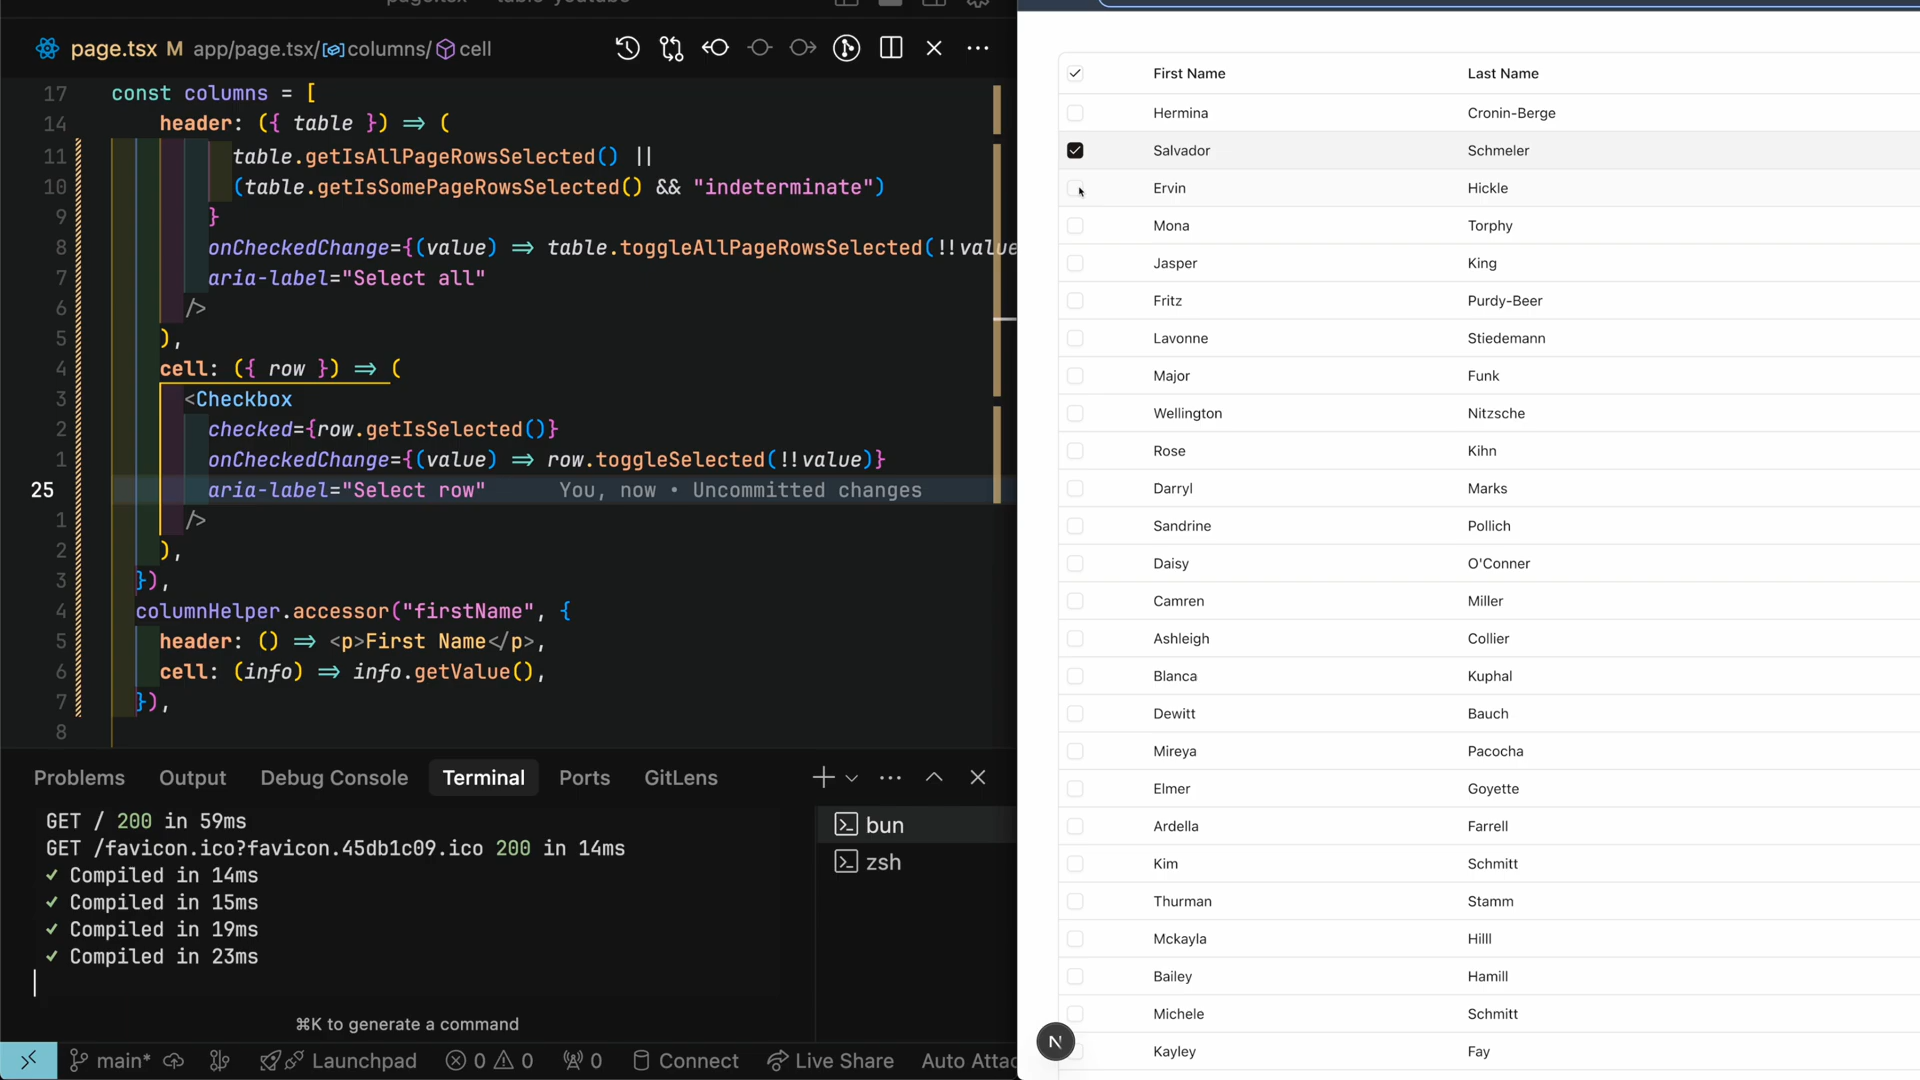 page.tsx M app/page.tsx/ columns/ cell
17 const columns = [
14 header: ({ table }) => (
11 table.getIsAllPageRowsSelected() ||
10 (table.getIsSomePageRowsSelected() && "indeterminate")
9 }
8 onCheckedChange={(value) => table.toggleAllPageRowsSelected(!!value
7 aria-label="Select all"
6 />
5 ),
4 cell: ({ row }) => (
3 <Checkbox
2 checked={row.getIsSelected()}
1 onCheckedChange={(value) => row.toggleSelected(!!value)}
25 aria-label="Select row" You, now • Uncommitted changes
1 />
2 ),
3 }),
4 columnHelper.accessor("firstName", {
5 header: () => <p>First Name</p>,
6 cell: (info) => info.getValue(),
7 }),
8
Problems Output Debug Console Terminal Ports GitLens
GET / 200 in 59ms
GET /favicon.ico?favicon.45db1c09.ico 200 in 14ms
✓ Compiled in 14ms
✓ Compiled in 15ms
✓ Compiled in 19ms
✓ Compiled in 23ms
bun
zsh
⌘K to generate a command
main* Launchpad 0 0 0 Connect Live Share Auto Attac
First Name Last Name
Hermina Cronin-Berge
Salvador Schmeler
Ervin Hickle
Mona Torphy
Jasper King
Fritz Purdy-Beer
Lavonne Stiedemann
Major Funk
Wellington Nitzsche
Rose Kihn
Darryl Marks
Sandrine Pollich
Daisy O'Conner
Camren Miller
Ashleigh Collier
Blanca Kuphal
Dewitt Bauch
Mireya Pacocha
Elmer Goyette
Ardella Farrell
Kim Schmitt
Thurman Stamm
Mckayla Hilll
Bailey Hamill
Michele Schmitt
Kayley Fay
N